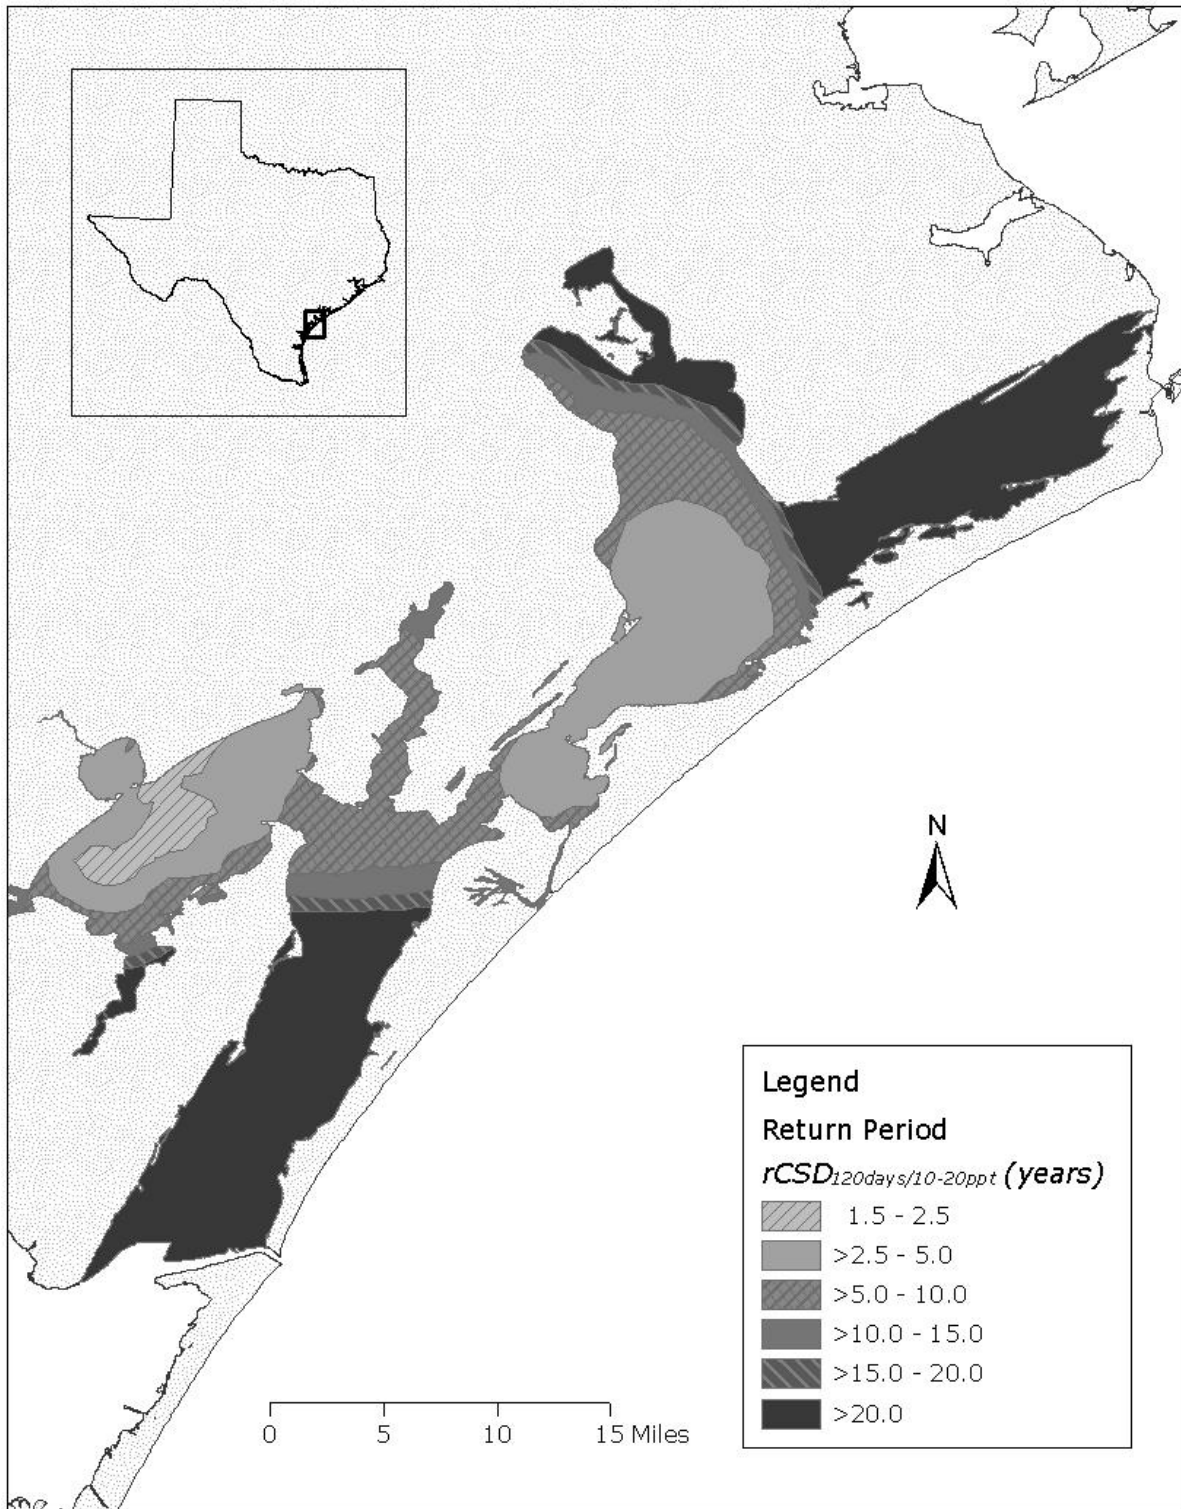 N
Legend
Return Period
rCSD120days/10-20ppt (years)
1.5 - 2.5
>2.5 - 5.0
>5.0 - 10.0
>10.0 - 15.0
>15.0 - 20.0
>20.0
0 5 10 15 Miles